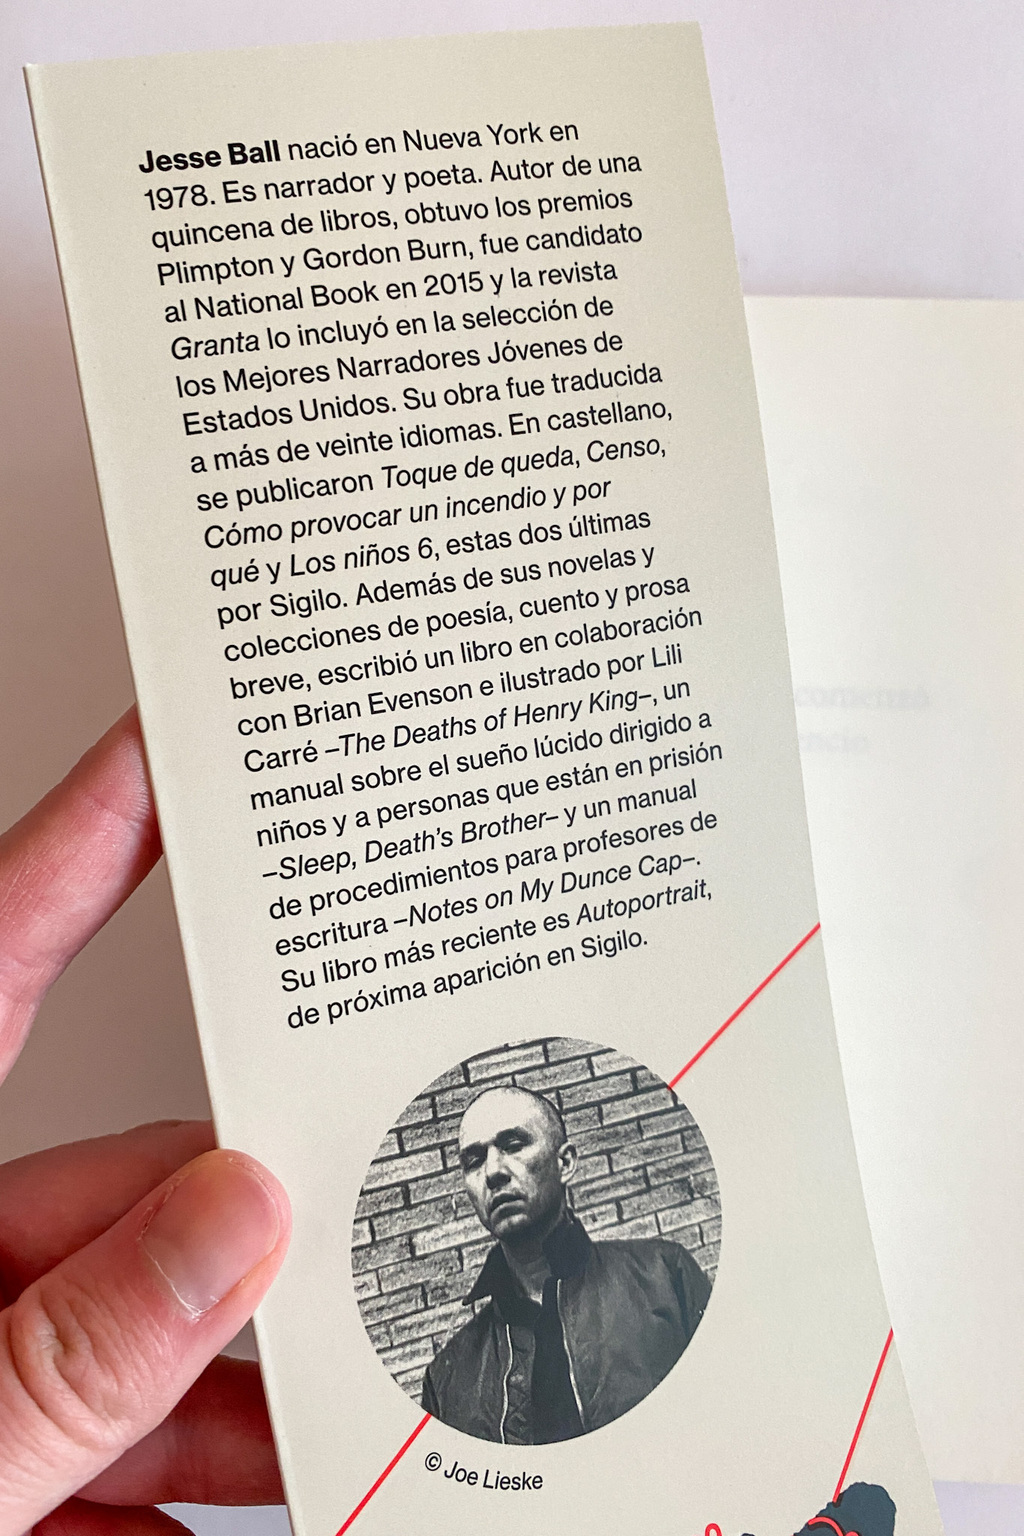 Jesse Ball nació en Nueva York en
1978. Es narrador y poeta. Autor de una
quincena de libros, obtuvo los premios
Plimpton y Gordon Burn, fue candidato
al National Book en 2015 y la revista
Granta lo incluyó en la selección de
los Mejores Narradores Jóvenes de
Estados Unidos. Su obra fue traducida
a más de veinte idiomas. En castellano,
se publicaron Toque de queda, Censo,
Cómo provocar un incendio y por
qué y Los niños 6, estas dos últimas
por Sigilo. Además de sus novelas y
colecciones de poesía, cuento y prosa
breve, escribió un libro en colaboración
con Brian Evenson e ilustrado por Lili
Carré –The Deaths of Henry King–, un
manual sobre el sueño lúcido dirigido a
niños y a personas que están en prisión
–Sleep, Death's Brother– y un manual
de procedimientos para profesores de
escritura –Notes on My Dunce Cap–.
Su libro más reciente es Autoportrait,
de próxima aparición en Sigilo.
© Joe Lieske